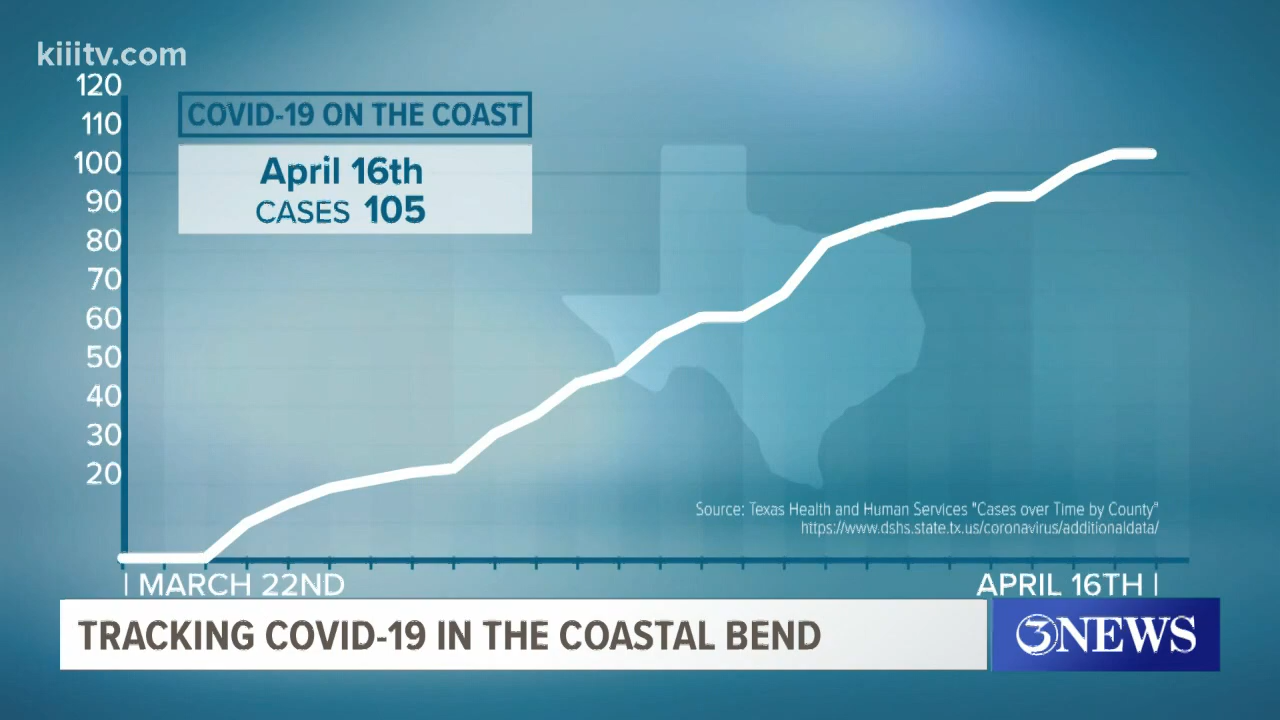 kiiitv.com
120
110
100
90
80
70
60
50
40
30
20
COVID-19 ON THE COAST
April 16th
CASES 105
Source: Texas Health and Human Services "Cases over Time by County"
https://www.dshs.state.tx.us/coronavirus/additionaldata/
| MARCH 22ND
APRIL 16TH |
TRACKING COVID-19 IN THE COASTAL BEND
3NEWS